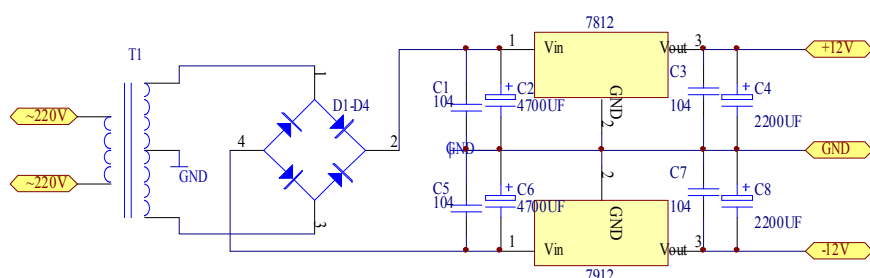 7812
T1
1
Vin
Vout
3
+12V
GND
2
C1
104
C2
+
4700UF
C3
104
C4
+
2200UF
~220V
~220V
GND
D1-D4
1
2
3
4
GND
GND
C5
104
C6
+
4700UF
2
GND
C7
104
C8
+
2200UF
1
Vin
Vout
3
-12V
7912